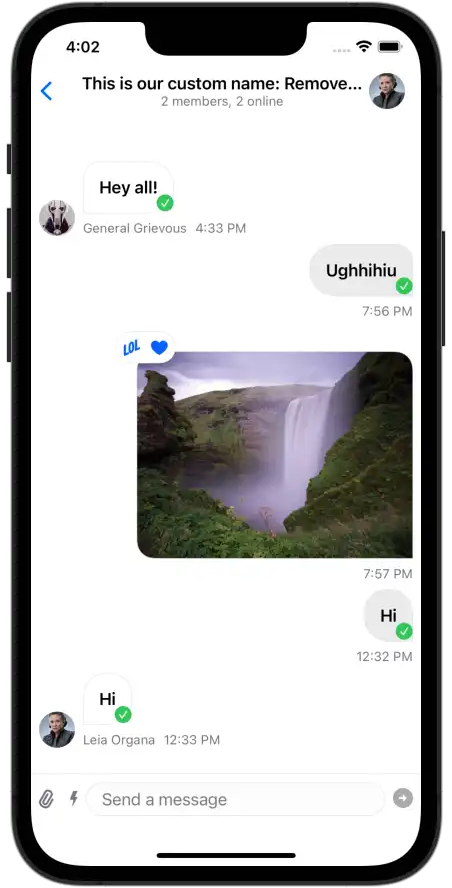 4:02
This is our custom name: Remove...
2 members, 2 online
Hey all!
General Grievous 4:33 PM
Ughhihiu
7:56 PM
LOL
7:57 PM
Hi
12:32 PM
Hi
Leia Organa 12:33 PM
Send a message